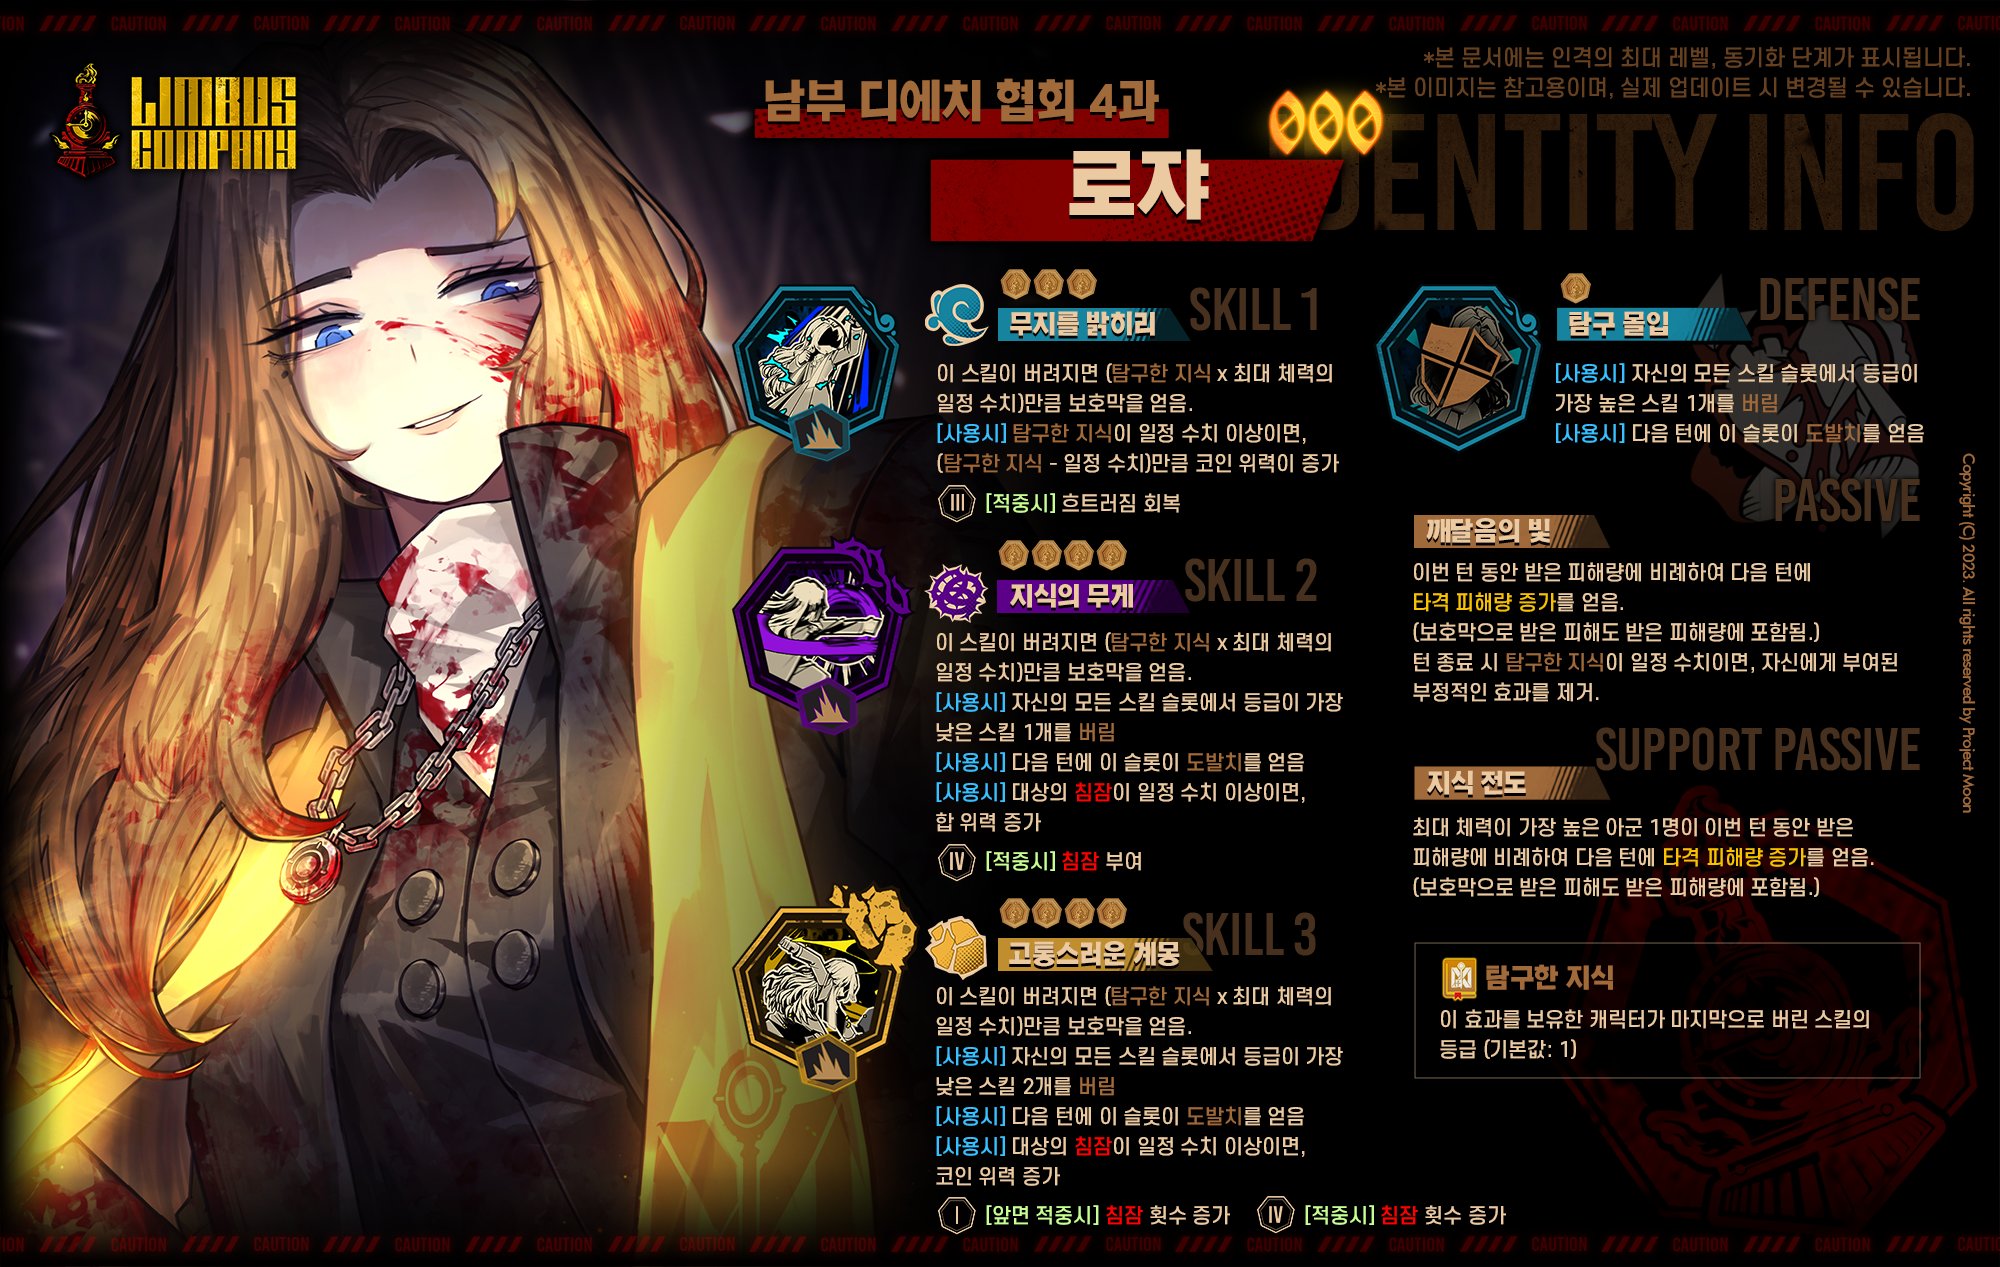 CAUTION CAUTION CAUTION CAUTION CAUTION CAUTION CAUTION CAUTION CAUTION CAUTION CAUTION CAUTION CAUTION
LIMBUS
COMPANY
*본 문서에는 인격의 최대 레벨, 동기화 단계가 표시됩니다.
*본 이미지는 참고용이며, 실제 업데이트 시 변경될 수 있습니다.
남부 디에치 협회 4과
000
로쟈
IDENTITY INFO
SKILL 1
무지를 밝히리
이 스킬이 버려지면 (탐구한 지식 x 최대 체력의
일정 수치)만큼 보호막을 얻음.
[사용시] 탐구한 지식이 일정 수치 이상이면,
(탐구한 지식 - 일정 수치)만큼 코인 위력이 증가
III [적중시] 흐트러짐 회복
SKILL 2
지식의 무게
이 스킬이 버려지면 (탐구한 지식 x 최대 체력의
일정 수치)만큼 보호막을 얻음.
[사용시] 자신의 모든 스킬 슬롯에서 등급이 가장
낮은 스킬 1개를 버림
[사용시] 다음 턴에 이 슬롯이 도발치를 얻음
[사용시] 대상의 침잠이 일정 수치 이상이면,
합 위력 증가
IV [적중시] 침잠 부여
SKILL 3
고통스러운 계몽
이 스킬이 버려지면 (탐구한 지식 x 최대 체력의
일정 수치)만큼 보호막을 얻음.
[사용시] 자신의 모든 스킬 슬롯에서 등급이 가장
낮은 스킬 2개를 버림
[사용시] 다음 턴에 이 슬롯이 도발치를 얻음
[사용시] 대상의 침잠이 일정 수치 이상이면,
코인 위력 증가
I [앞면 적중시] 침잠 횟수 증가 IV [적중시] 침잠 횟수 증가
DEFENSE
탐구 몰입
[사용시] 자신의 모든 스킬 슬롯에서 등급이
가장 높은 스킬 1개를 버림
[사용시] 다음 턴에 이 슬롯이 도발치를 얻음
PASSIVE
깨달음의 빛
이번 턴 동안 받은 피해량에 비례하여 다음 턴에
타격 피해량 증가를 얻음.
(보호막으로 받은 피해도 받은 피해량에 포함됨.)
턴 종료 시 탐구한 지식이 일정 수치이면, 자신에게 부여된
부정적인 효과를 제거.
SUPPORT PASSIVE
지식 전도
최대 체력이 가장 높은 아군 1명이 이번 턴 동안 받은
피해량에 비례하여 다음 턴에 타격 피해량 증가를 얻음.
(보호막으로 받은 피해도 받은 피해량에 포함됨.)
탐구한 지식
이 효과를 보유한 캐릭터가 마지막으로 버린 스킬의
등급 (기본값: 1)
Copyright (C) 2023. All rights reserved by Project Moon
CAUTION CAUTION CAUTION CAUTION CAUTION CAUTION CAUTION CAUTION CAUTION CAUTION CAUTION CAUTION CAUTION